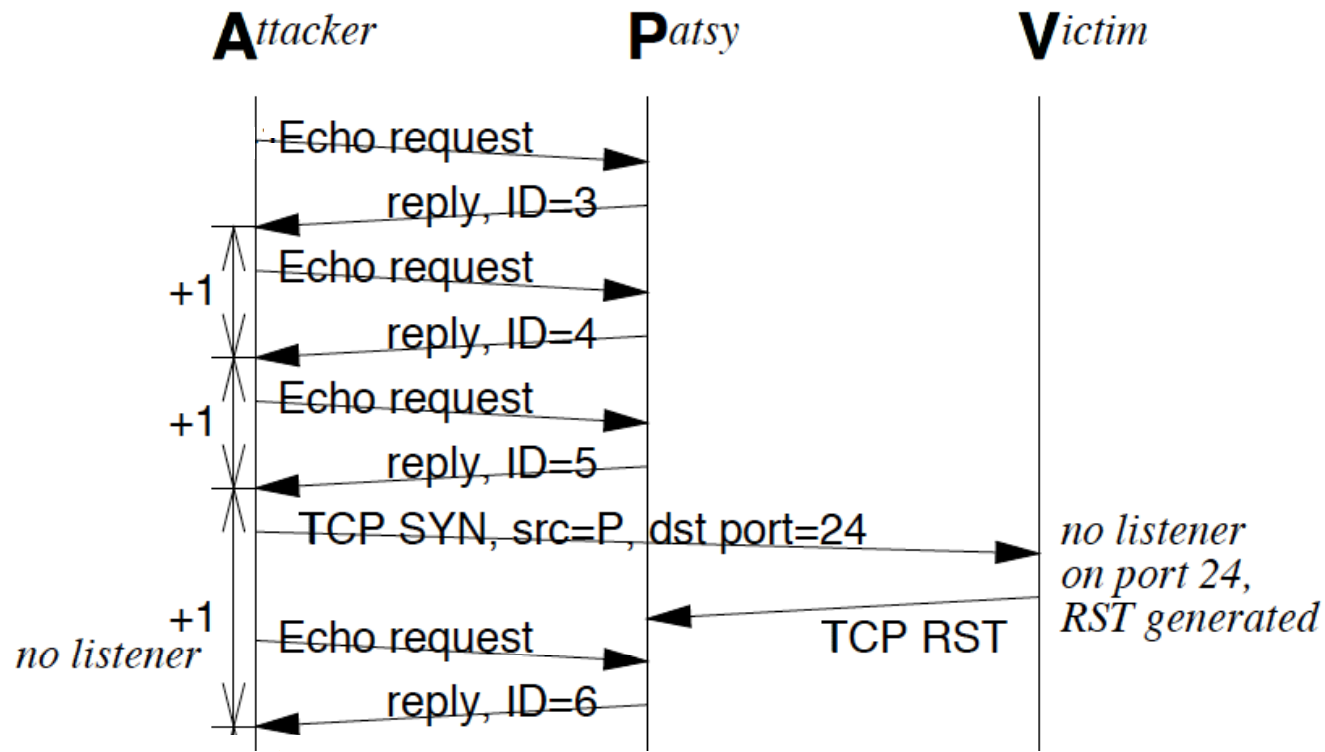 Attacker Patsy Victim
Echo request
reply, ID=3
+1
Echo request
reply, ID=4
+1
Echo request
reply, ID=5
TCP SYN, src=P, dst port=24
no listener
on port 24,
RST generated
+1
no listener
TCP RST
Echo request
reply, ID=6